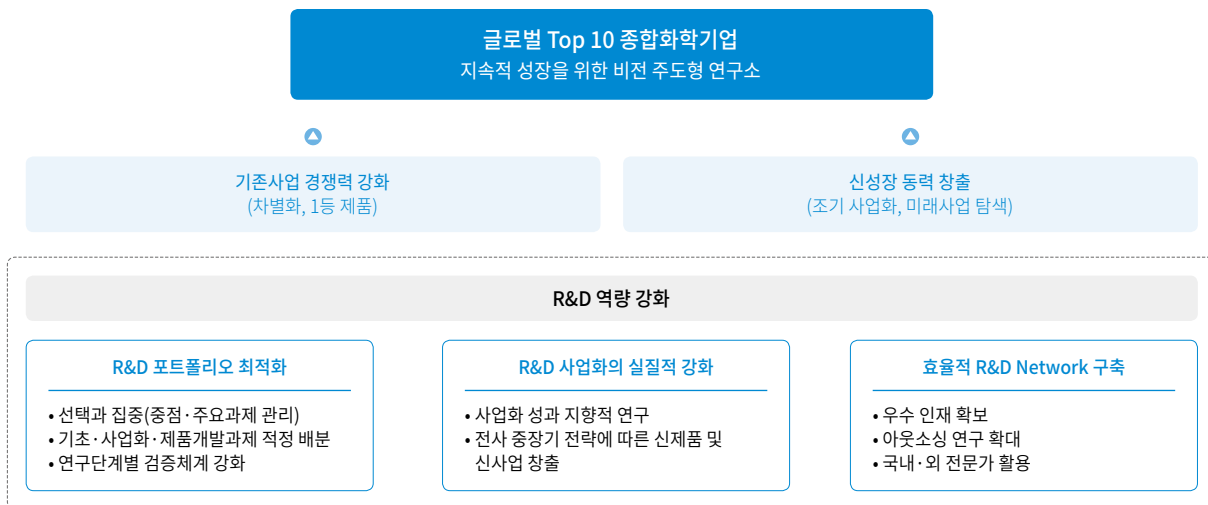 글로벌 Top 10 종합화학기업
지속적 성장을 위한 비전 주도형 연구소
기존사업 경쟁력 강화
(차별화, 1등 제품)
신성장 동력 창출
(조기 사업화, 미래사업 탐색)
R&D 역량 강화
R&D 포트폴리오 최적화
• 선택과 집중(중점·주요과제 관리)
• 기초·사업화·제품개발과제 적정 배분
• 연구단계별 검증체계 강화
R&D 사업화의 실질적 강화
• 사업화 성과 지향적 연구
• 전사 중장기 전략에 따른 신제품 및
신사업 창출
효율적 R&D Network 구축
• 우수 인재 확보
• 아웃소싱 연구 확대
• 국내·외 전문가 활용